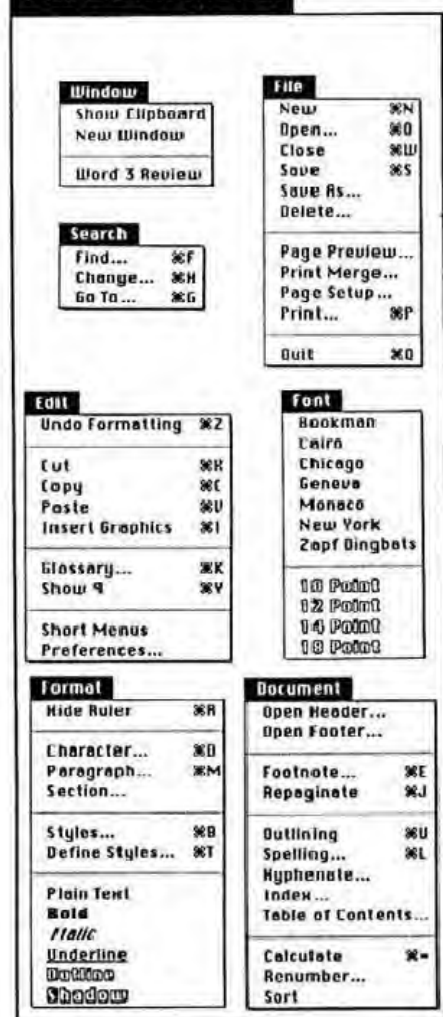 Window
Show Clipboard
New Window
Word 3 Review
File
New ⌘N
Open... ⌘O
Close ⌘W
Save ⌘S
Save As...
Delete...
Page Preview...
Print Merge...
Page Setup...
Print... ⌘P
Quit ⌘Q
Search
Find... ⌘F
Change... ⌘H
Go To... ⌘G
Edit
Undo Formatting ⌘Z
Cut ⌘X
Copy ⌘C
Paste ⌘V
Insert Graphics ⌘I
Glossary... ⌘K
Show ¶ ⌘Y
Short Menus
Preferences...
Font
Bookman
Cairo
Chicago
Geneva
Monaco
New York
Zapf Dingbats
10 Point
12 Point
14 Point
18 Point
Format
Hide Ruler ⌘R
Character... ⌘D
Paragraph... ⌘M
Section...
Styles... ⌘B
Define Styles... ⌘T
Plain Text
Bold
Italic
Underline
Outline
Shadow
Document
Open Header...
Open Footer...
Footnote... ⌘E
Repaginate ⌘J
Outlining ⌘U
Spelling... ⌘L
Hyphenate...
Index...
Table of Contents...
Calculate ⌘=
Renumber...
Sort